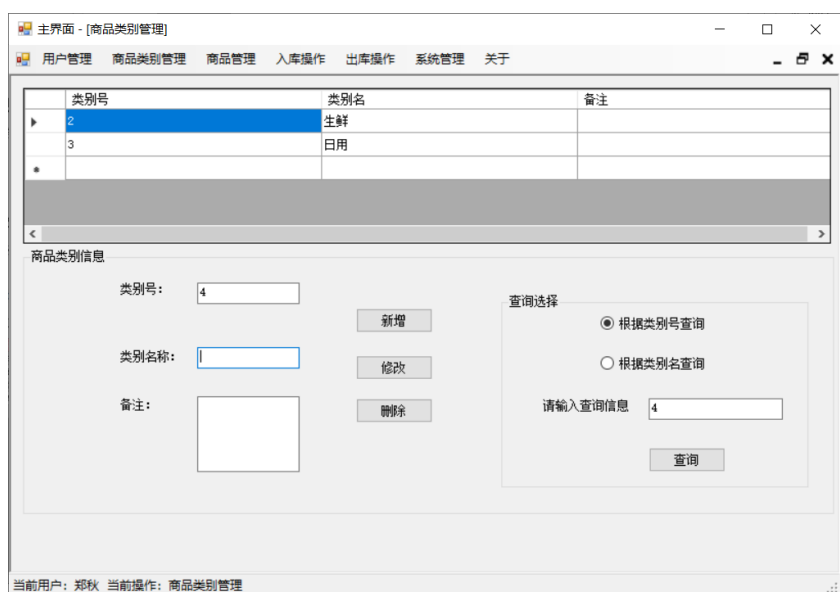 主界面 - [商品类别管理]
用户管理 商品类别管理 商品管理 入库操作 出库操作 系统管理 关于
类别号 类别名 备注
2 生鲜
3 日用
商品类别信息
类别号： 4
新增
类别名称：
修改
备注：
删除
查询选择
根据类别号查询
根据类别名查询
请输入查询信息 4
查询
当前用户：郑秋 当前操作：商品类别管理